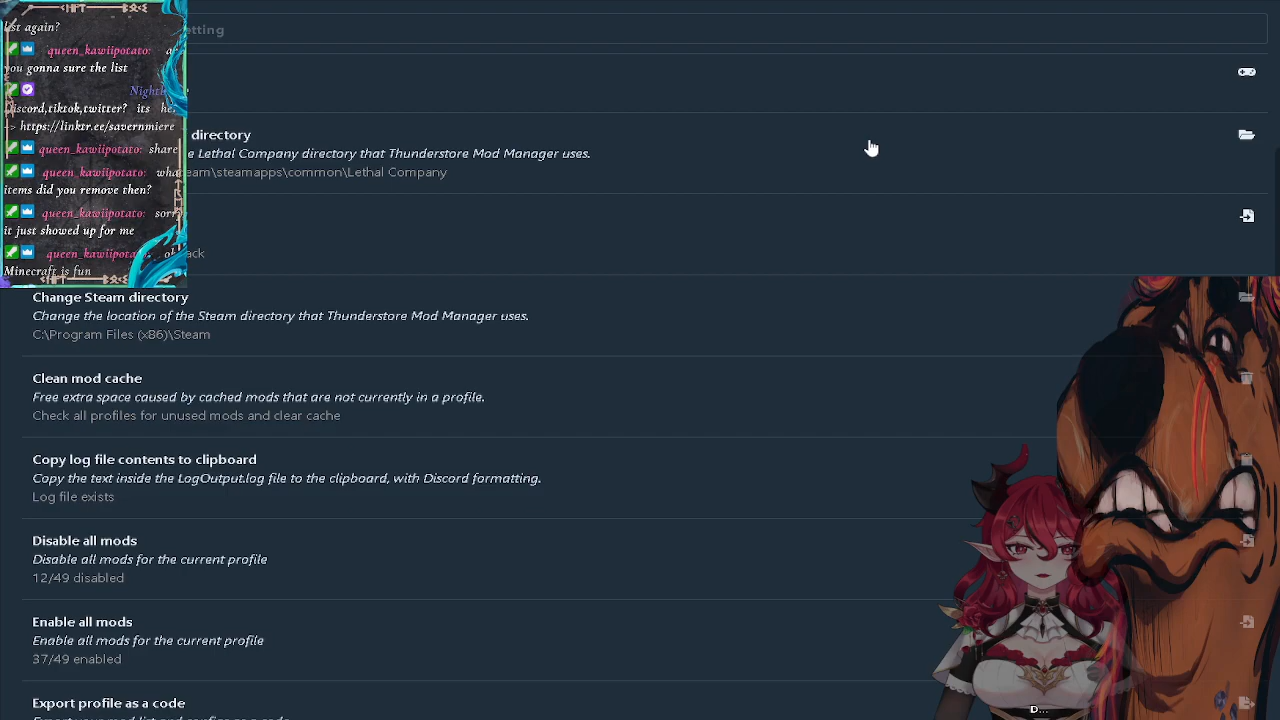 list again?
queen_kawiipotato: a
you gonna sure the list
Night
discord,tiktok,twitter? its he
-> https://linktr.ee/savernmiere
queen_kawiipotato: share
queen_kawiipotato: wha
items did you remove then?
queen_kawiipotato: sorr
it just showed up for me
queen_kawiipota
Minecraft is fun
etting
directory
e Lethal Company directory that Thunderstore Mod Manager uses.
eam\steamapps\common\Lethal Company
ack
Change Steam directory
Change the location of the Steam directory that Thunderstore Mod Manager uses.
C:\Program Files (x86)\Steam
Clean mod cache
Free extra space caused by cached mods that are not currently in a profile.
Check all profiles for unused mods and clear cache
Copy log file contents to clipboard
Copy the text inside the LogOutput.log file to the clipboard, with Discord formatting.
Log file exists
Disable all mods
Disable all mods for the current profile
12/49 disabled
Enable all mods
Enable all mods for the current profile
37/49 enabled
Export profile as a code
D...